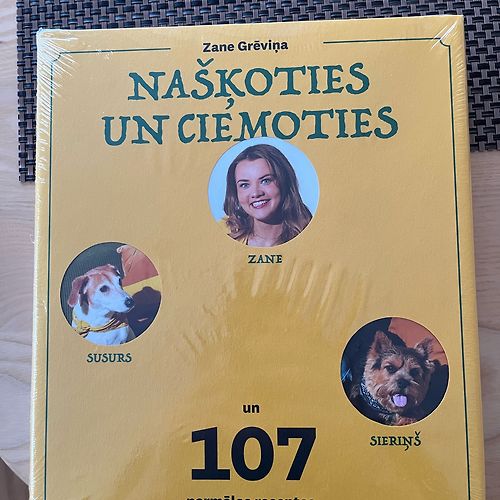 Zane Grēviņa
NAŠĶOTIES
UN CIEMOTIES
ZANE
SUSURS
SIERIŅŠ
un
107